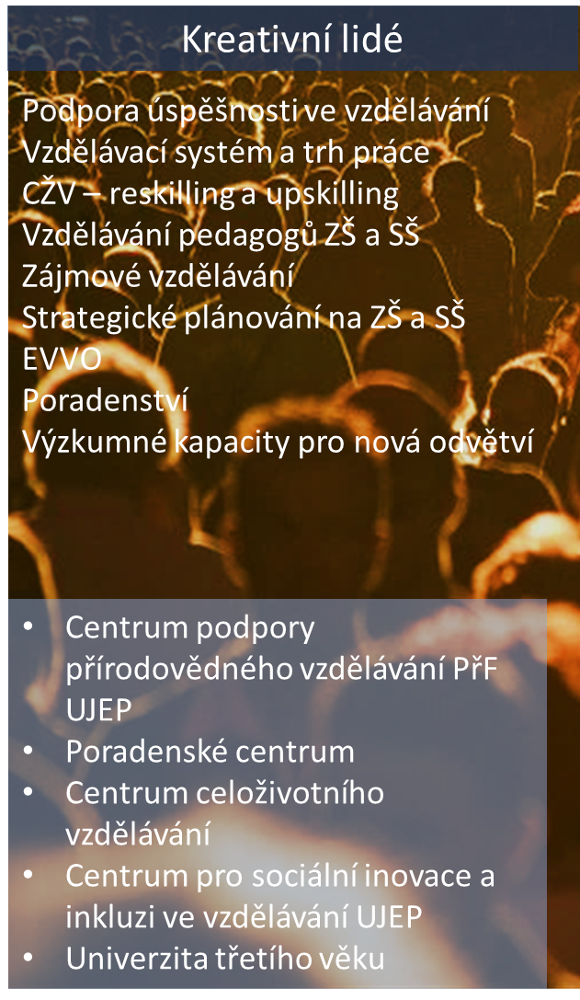 Kreativní lidé
Podpora úspěšnosti ve vzdělávání
Vzdělávací systém a trh práce
CŽV – reskilling a upskilling
Vzdělávání pedagogů ZŠ a SŠ
Zájmové vzdělávání
Strategické plánování na ZŠ a SŠ
EVVO
Poradenství
Výzkumné kapacity pro nová odvětví
• Centrum podpory
přírodovědného vzdělávání PřF
UJEP
• Poradenské centrum
• Centrum celoživotního
vzdělávání
• Centrum pro sociální inovace a
inkluzi ve vzdělávání UJEP
• Univerzita třetího věku